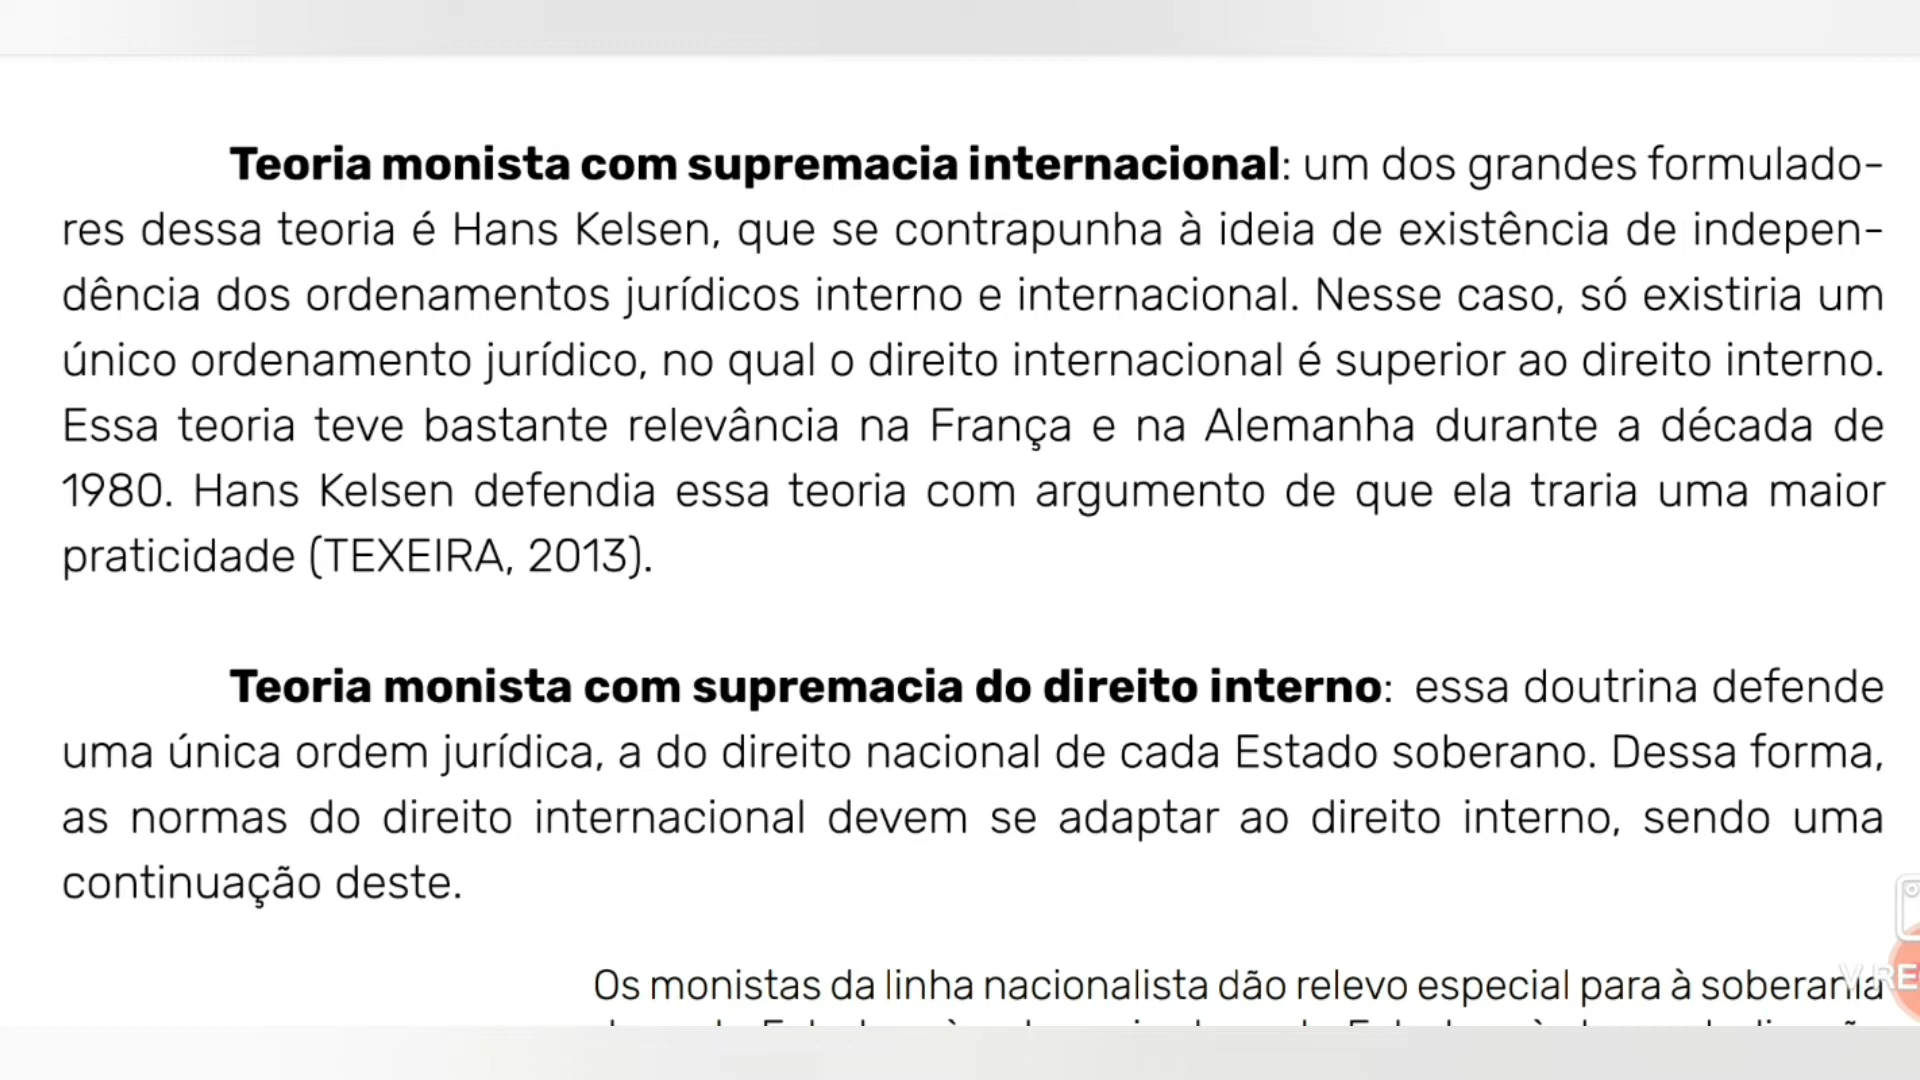 Teoria monista com supremacia internacional: um dos grandes formulado-
res dessa teoria é Hans Kelsen, que se contrapunha à ideia de existência de indepen-
dência dos ordenamentos jurídicos interno e internacional. Nesse caso, só existiria um
único ordenamento jurídico, no qual o direito internacional é superior ao direito interno.
Essa teoria teve bastante relevância na França e na Alemanha durante a década de
1980. Hans Kelsen defendia essa teoria com argumento de que ela traria uma maior
praticidade (TEXEIRA, 2013).
Teoria monista com supremacia do direito interno: essa doutrina defende
uma única ordem jurídica, a do direito nacional de cada Estado soberano. Dessa forma,
as normas do direito internacional devem se adaptar ao direito interno, sendo uma
continuação deste.
Os monistas da linha nacionalista dão relevo especial para à soberania